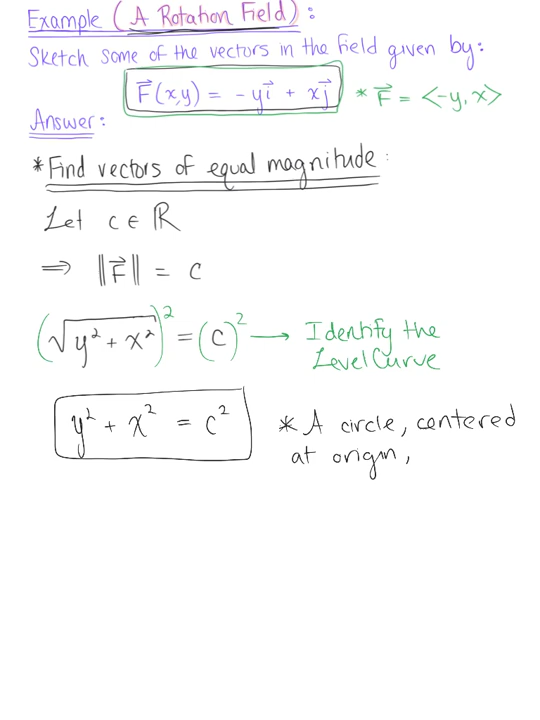 Example (A Rotation Field):
Sketch some of the vectors in the field given by:
F⃗(x,y) = -yi⃗ + xj⃗ * F⃗ = <-y, x>
Answer:
*Find vectors of equal magnitude:
Let c ∈ ℝ
⟹ ||F⃗|| = c
(√(y² + x²))² = (c)² → Identify the
Level Curve
y² + x² = c² * A circle, centered
at origin,